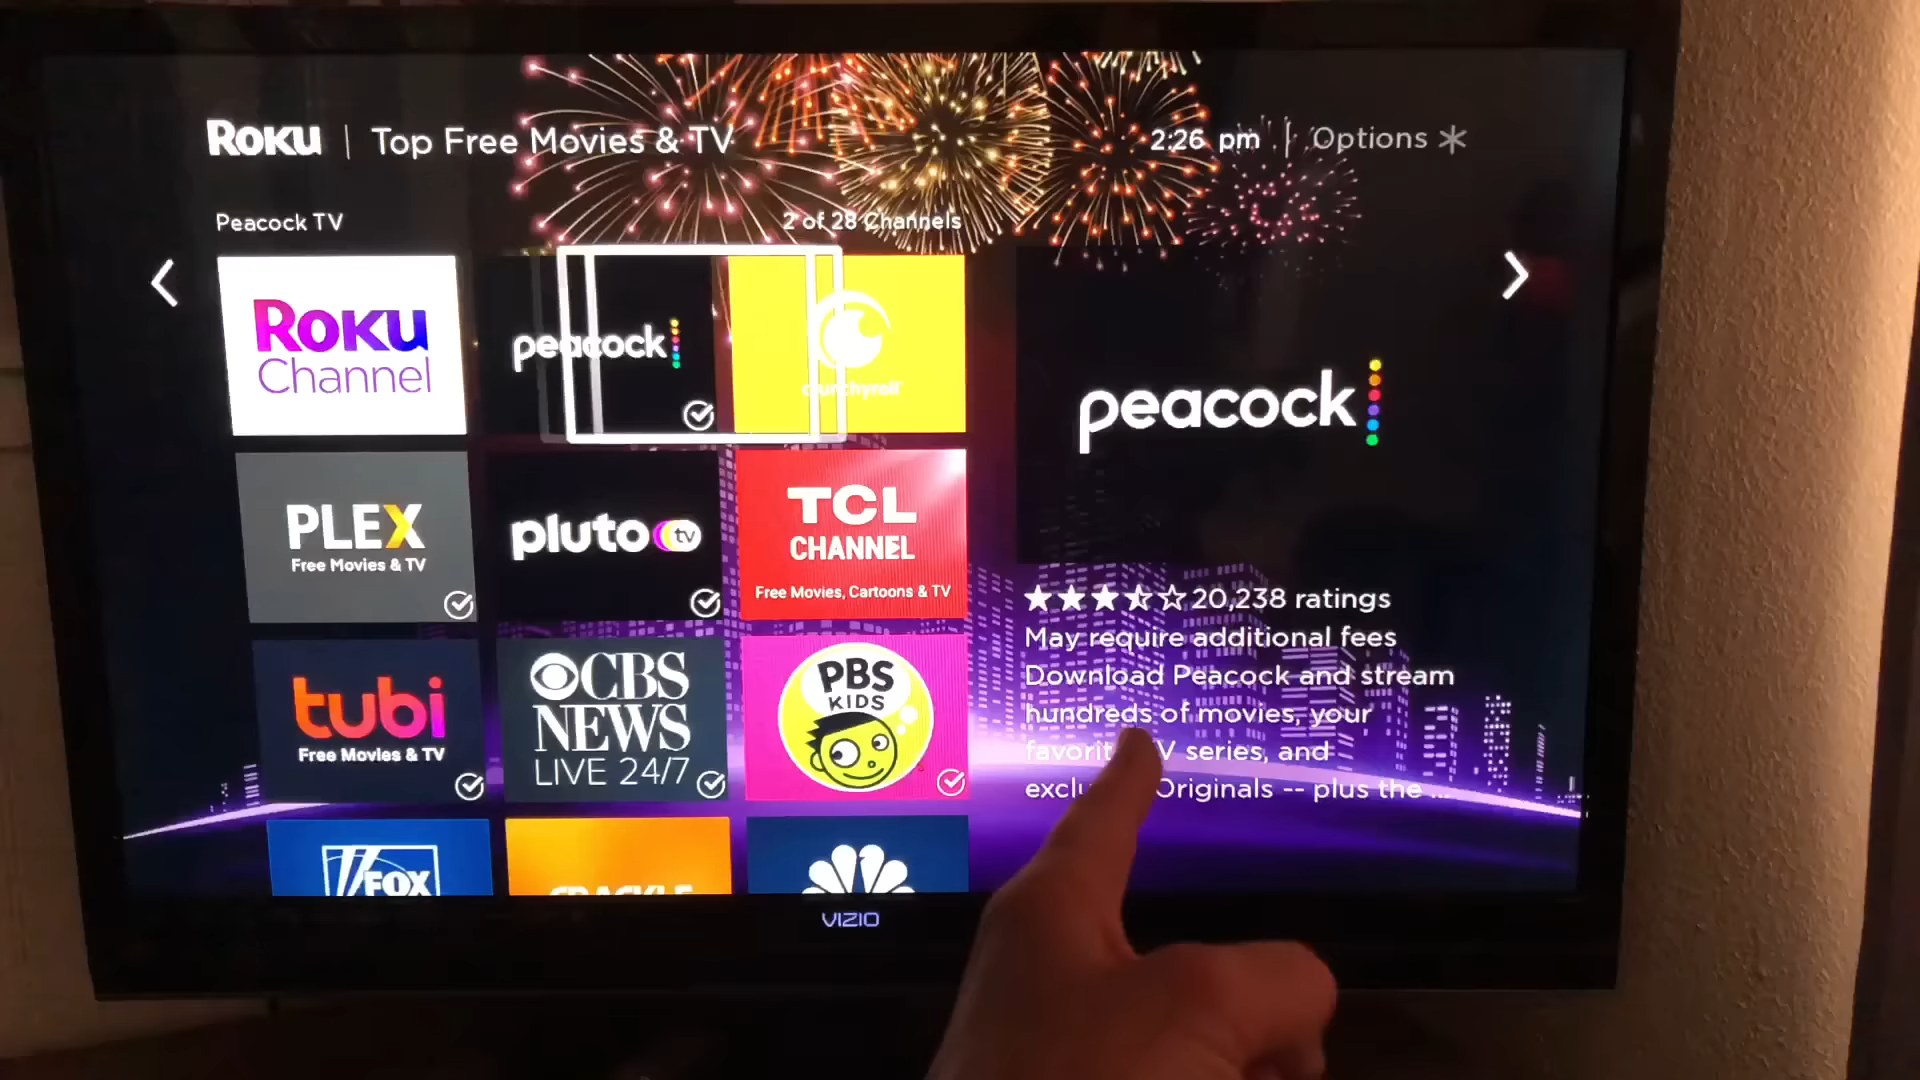 Roku | Top Free Movies & TV
2:26 pm | Options
Peacock TV
2 of 28 Channels
Roku
Channel
peacock
crunchyroll
peacock
PLEX
Free Movies & TV
pluto tv
TCL
CHANNEL
Free Movies, Cartoons & TV
tubi
Free Movies & TV
CBS
NEWS
LIVE 24/7
PBS
KIDS
20,238 ratings
May require additional fees
Download Peacock and stream
hundreds of movies, your
V series, and
Originals -- plus the ...
FOX
CRACKLE
VIZIO